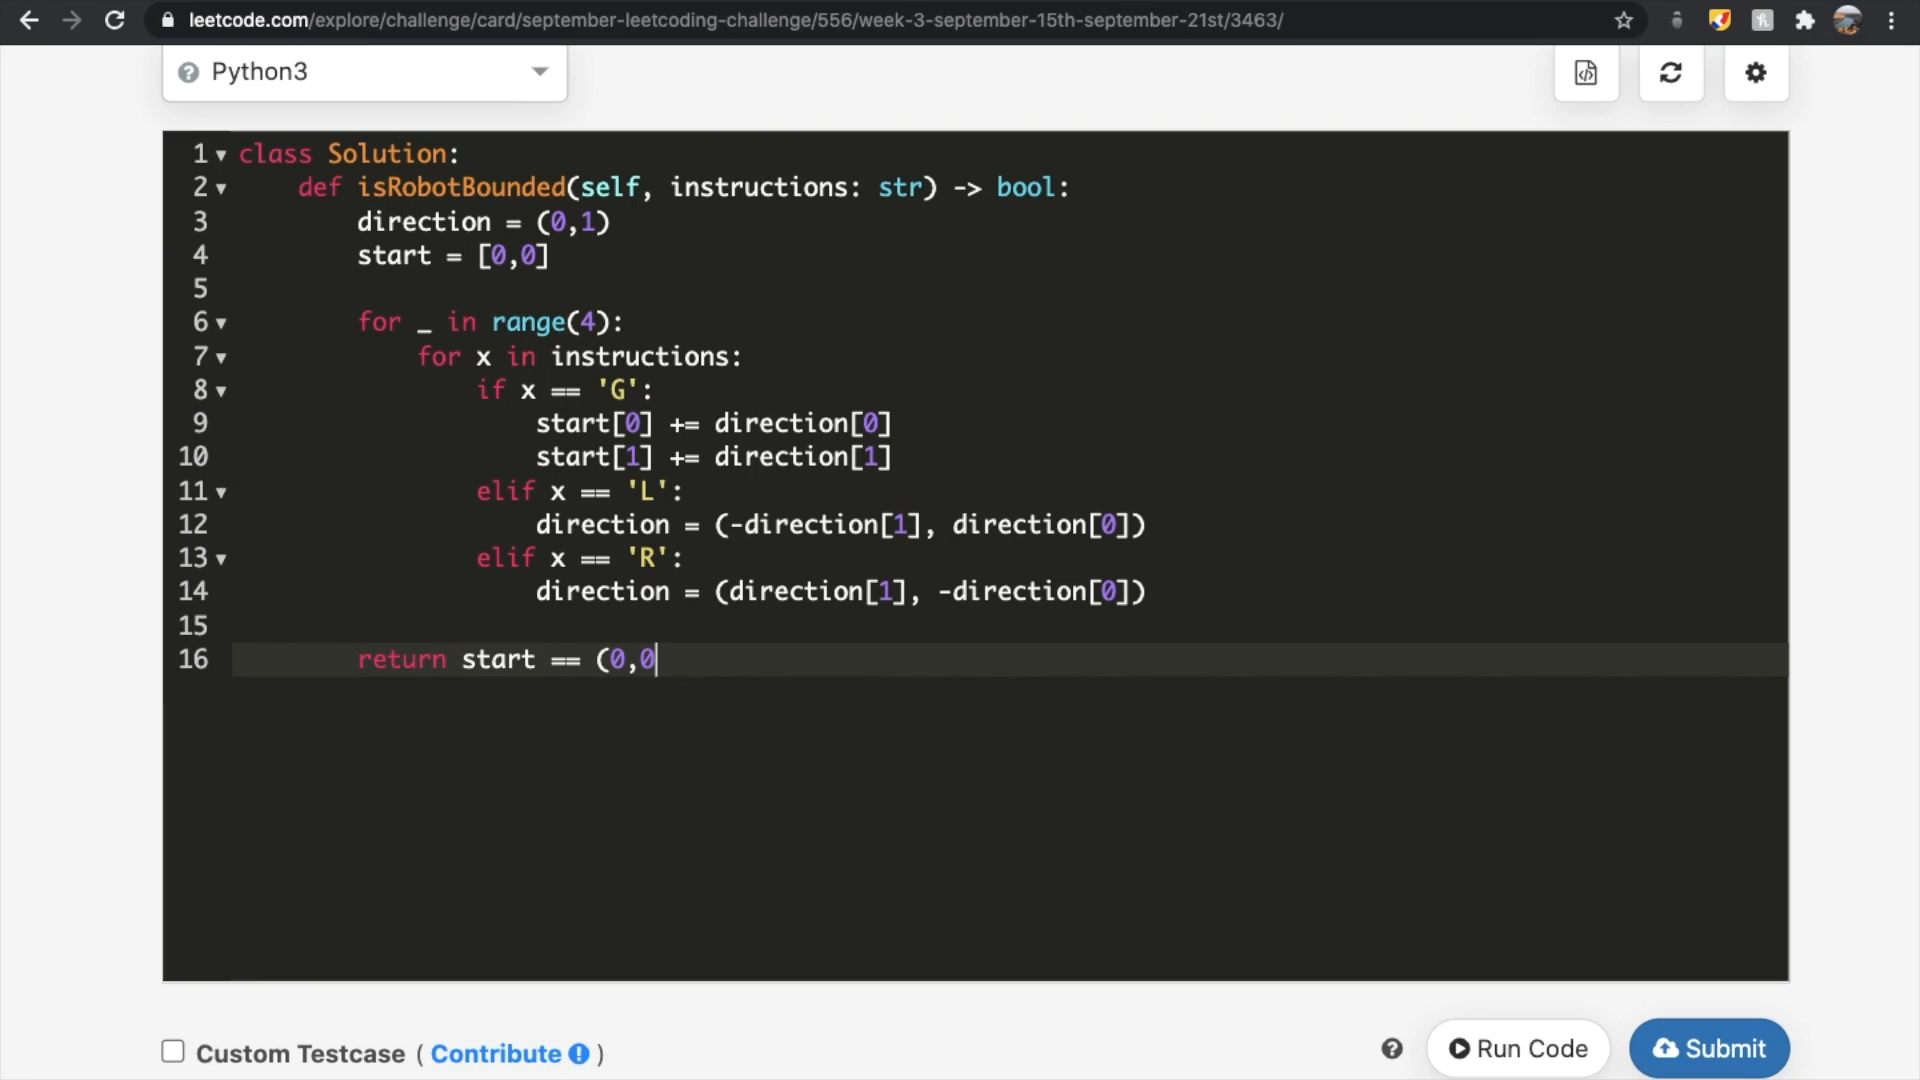 leetcode.com/explore/challenge/card/september-leetcoding-challenge/556/week-3-september-15th-september-21st/3463/
Python3
1 class Solution:
2     def isRobotBounded(self, instructions: str) -> bool:
3         direction = (0,1)
4         start = [0,0]
5
6         for _ in range(4):
7             for x in instructions:
8                 if x == 'G':
9                     start[0] += direction[0]
10                     start[1] += direction[1]
11                 elif x == 'L':
12                     direction = (-direction[1], direction[0])
13                 elif x == 'R':
14                     direction = (direction[1], -direction[0])
15
16         return start == (0,0
Custom Testcase ( Contribute )
Run Code
Submit